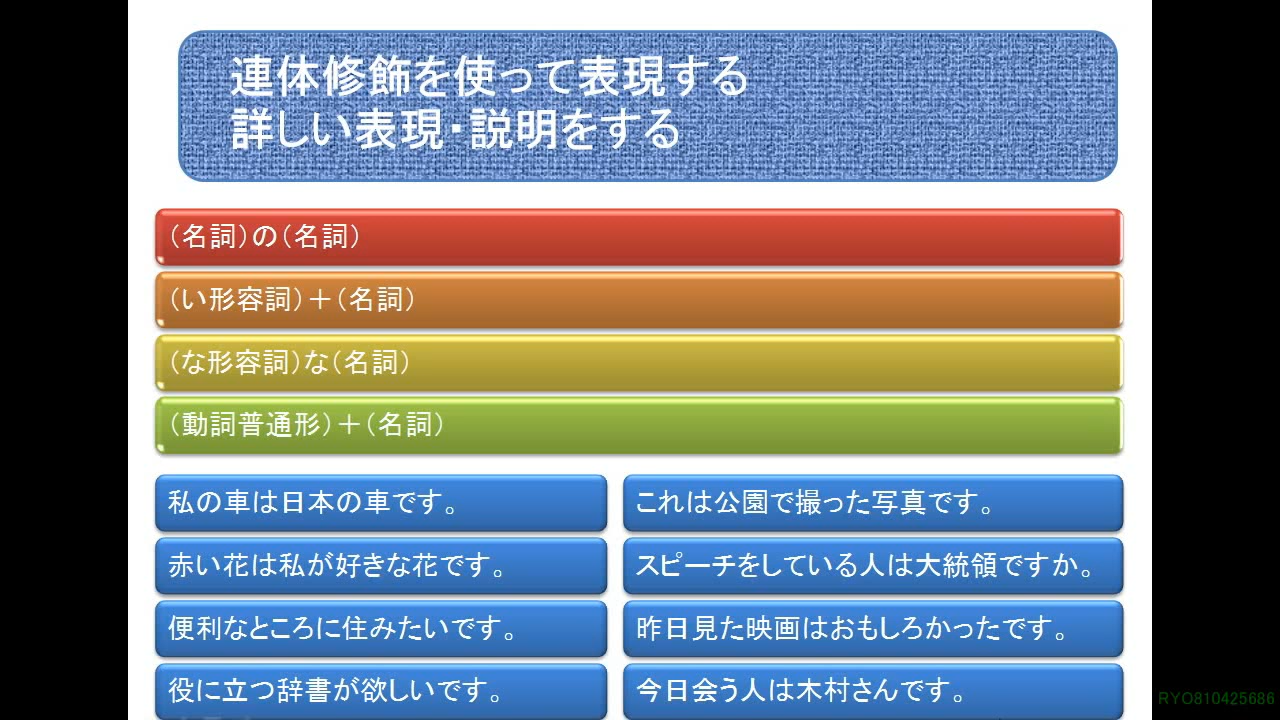 連体修飾を使って表現する
詳しい表現・説明をする
（名詞）の（名詞）
（い形容詞）＋（名詞）
（な形容詞）な（名詞）
（動詞普通形）＋（名詞）
私の車は日本の車です。
赤い花は私が好きな花です。
便利なところに住みたいです。
役に立つ辞書が欲しいです。
これは公園で撮った写真です。
スピーチをしている人は大統領ですか。
昨日見た映画はおもしろかったです。
今日会う人は木村さんです。
RYO810425686